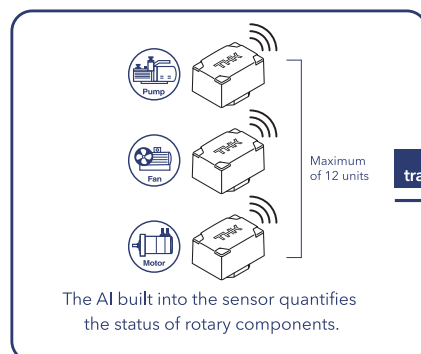 THK
Pump
THK
Fan
Maximum
of 12 units
tra
THK
Motor
The AI built into the sensor quantifies
the status of rotary components.